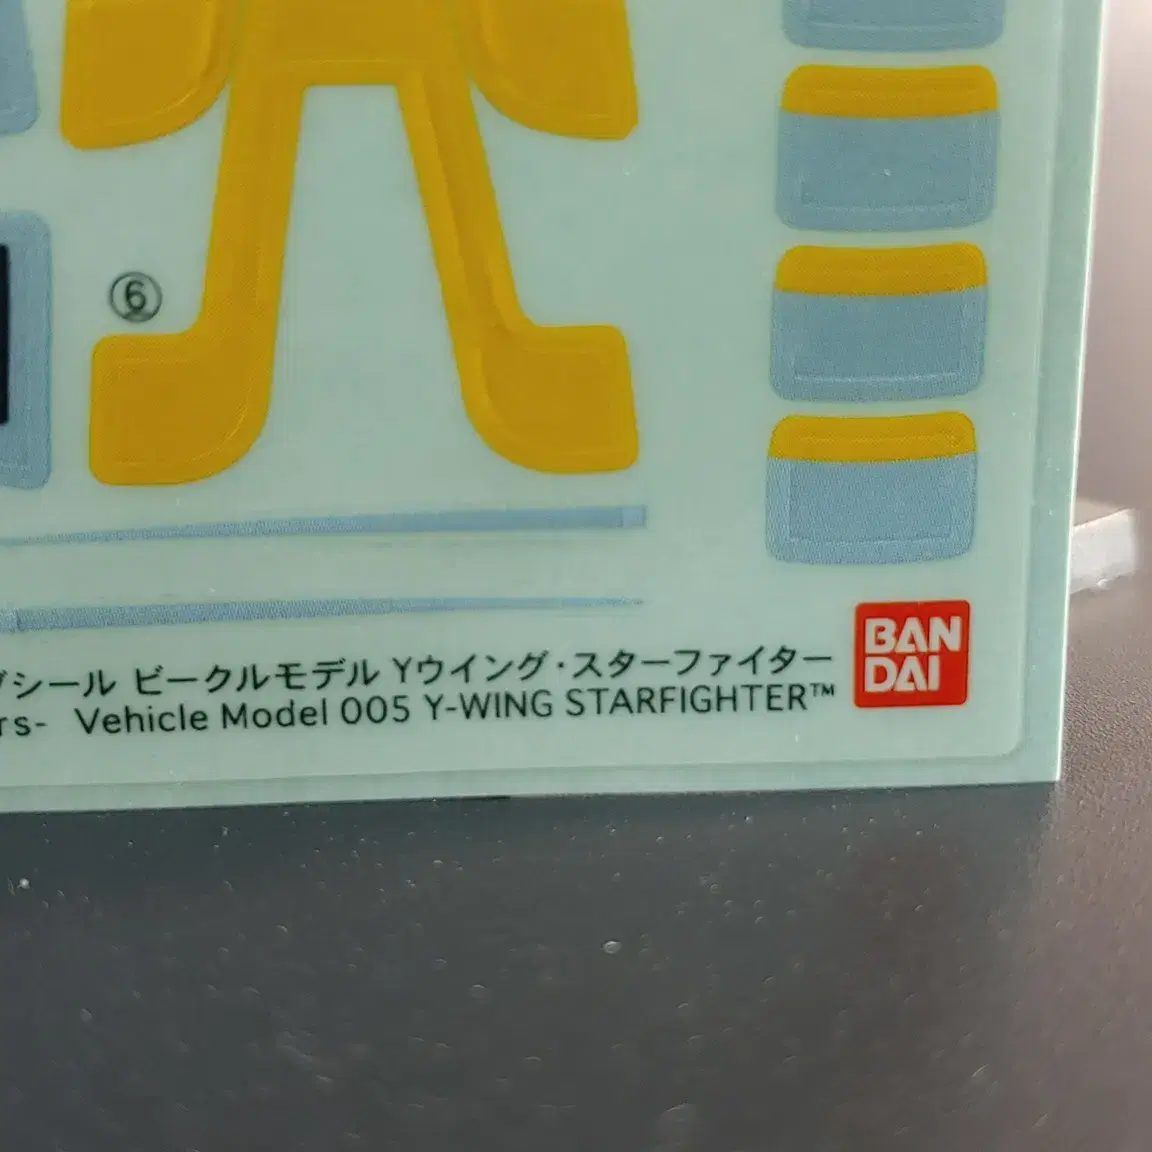 ⑥
グシール ビークルモデル Yウイング・スターファイター
rs- Vehicle Model 005 Y-WING STARFIGHTER™
BAN
DAI